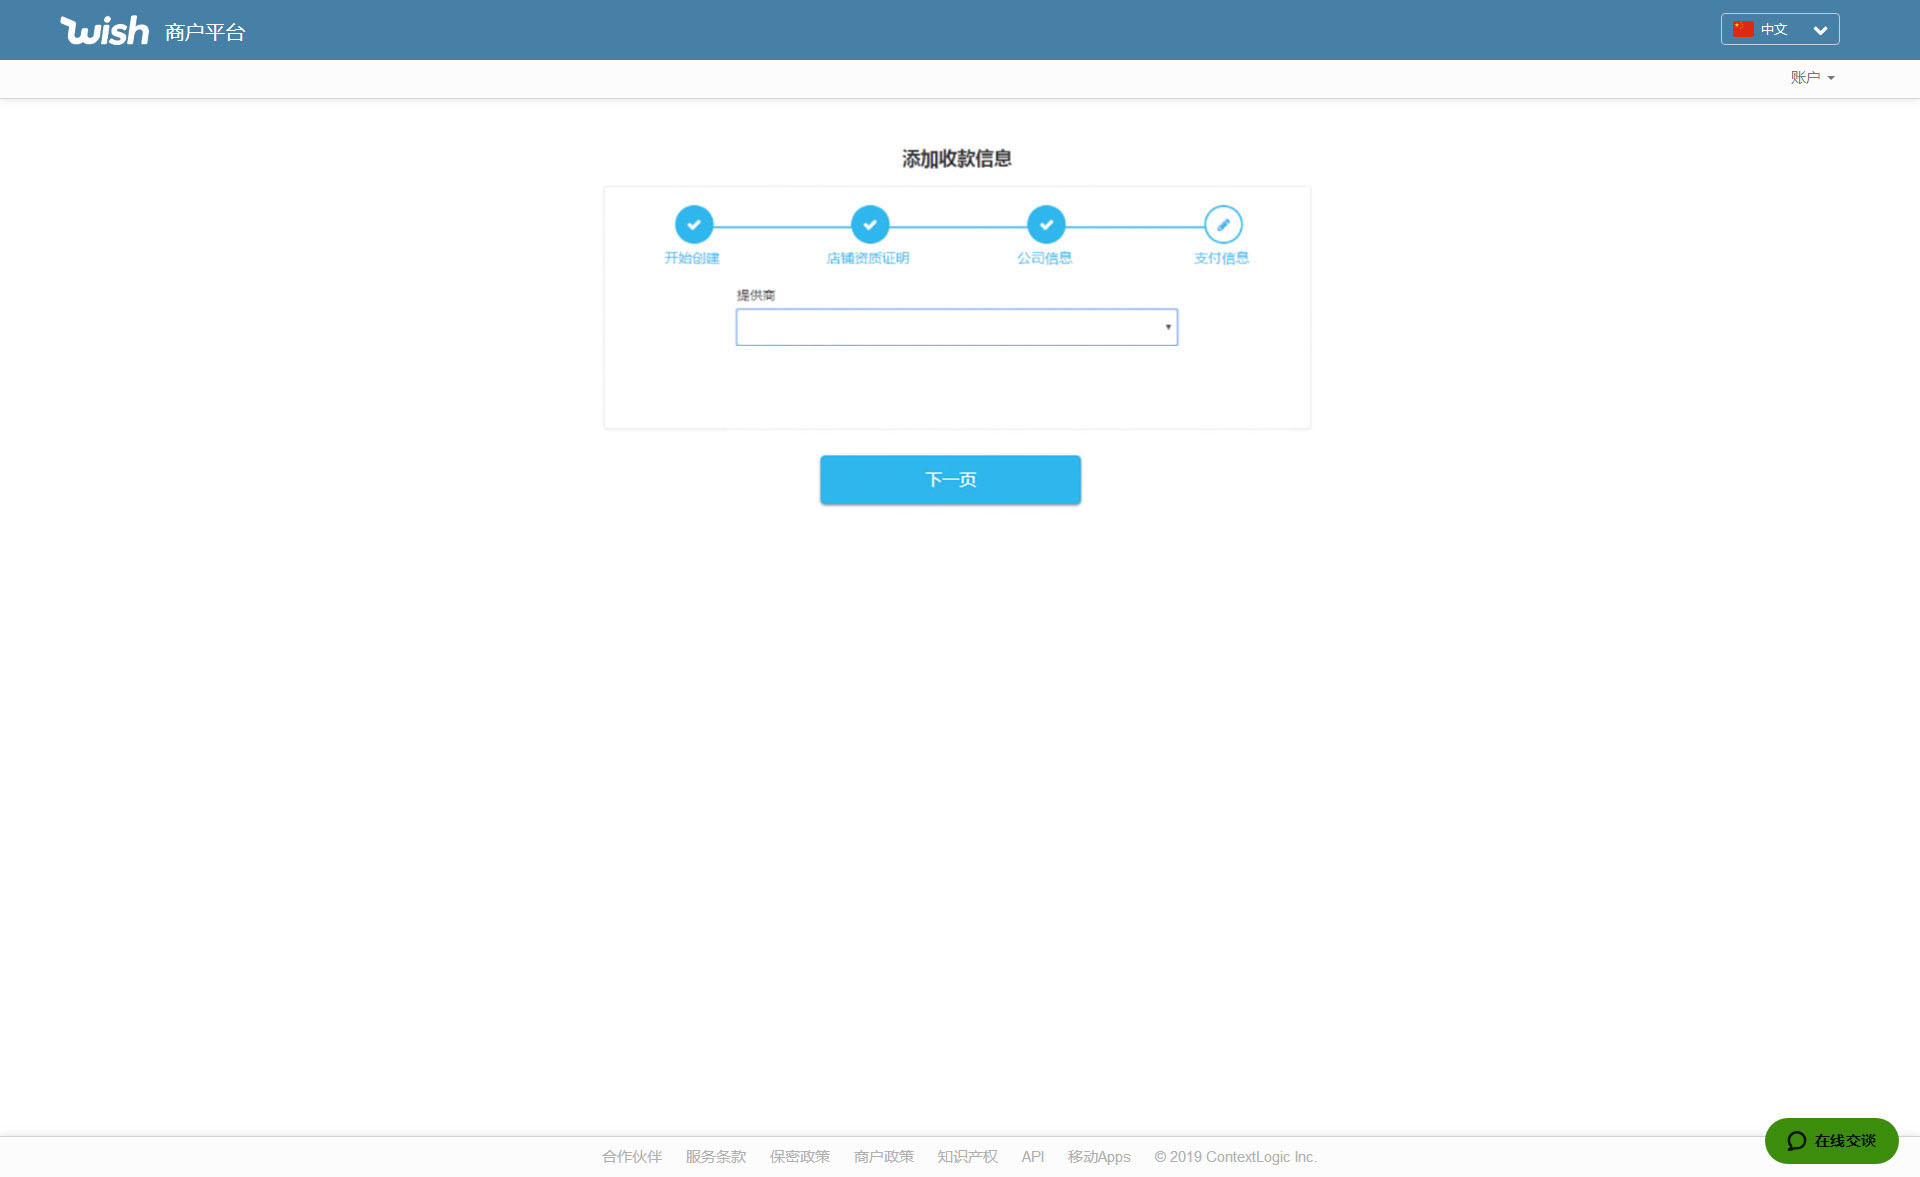 wish 商户平台
中文
账户
添加收款信息
开始创建 店铺资质证明 公司信息 支付信息
提供商
下一页
在线交谈
合作伙伴 服务条款 保密政策 商户政策 知识产权 API 移动Apps © 2019 ContextLogic Inc.